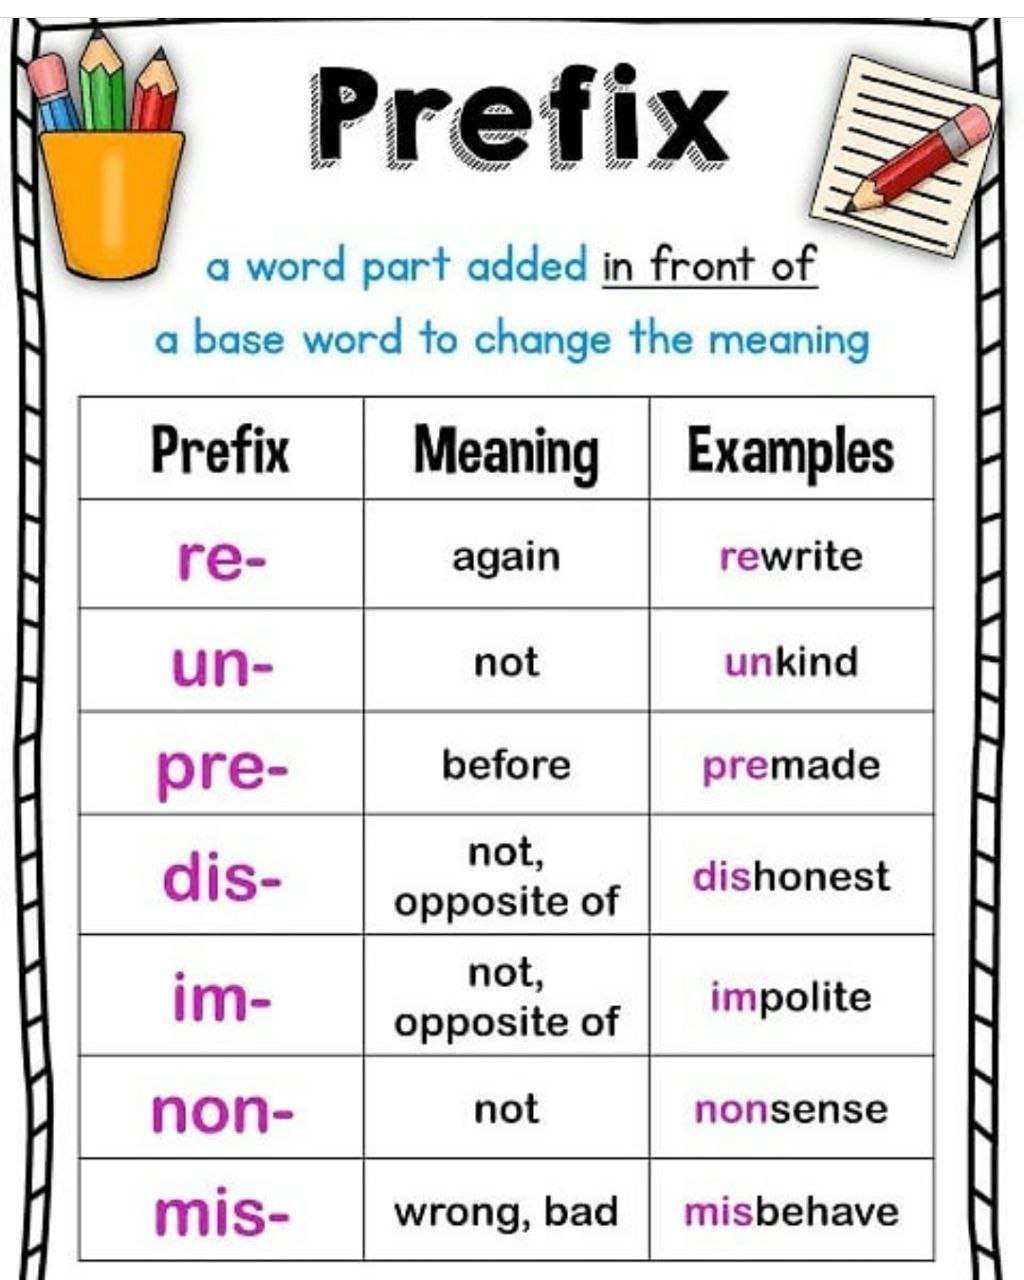 Prefix
a word part added in front of
a base word to change the meaning
Prefix Meaning Examples
re- again rewrite
un- not unkind
pre- before premade
dis- not, opposite of dishonest
im- not, opposite of impolite
non- not nonsense
mis- wrong, bad misbehave